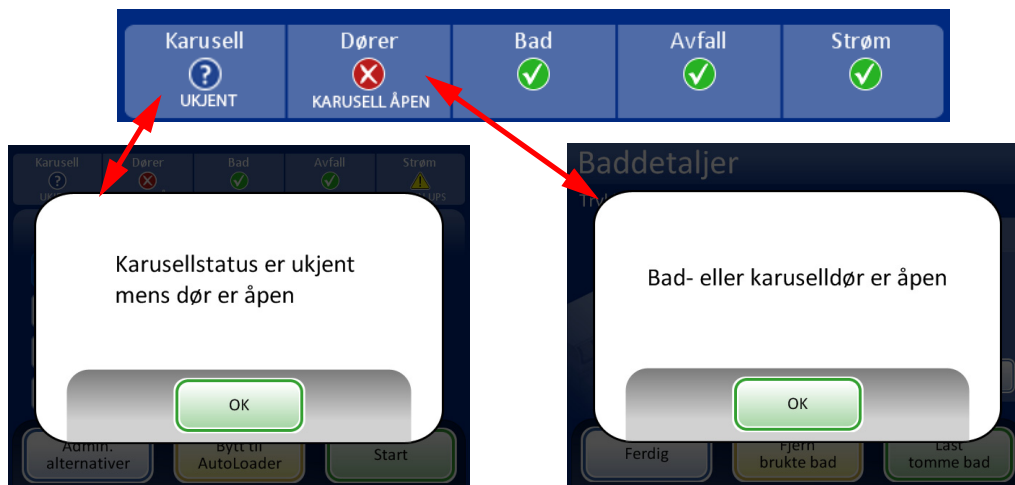 Karusell Dører Bad Avfall Strøm
UKJENT KARUSELL ÅPEN
Karusell Dører Bad Avfall Strøm
UPS
Karusellstatus er ukjent
mens dør er åpen
OK
Admin.
alternativer
Bytt til
AutoLoader
Start
Baddetaljer
Bad- eller karuselldør er åpen
OK
Ferdig
Fjern
brukte bad
Last
tomme bad